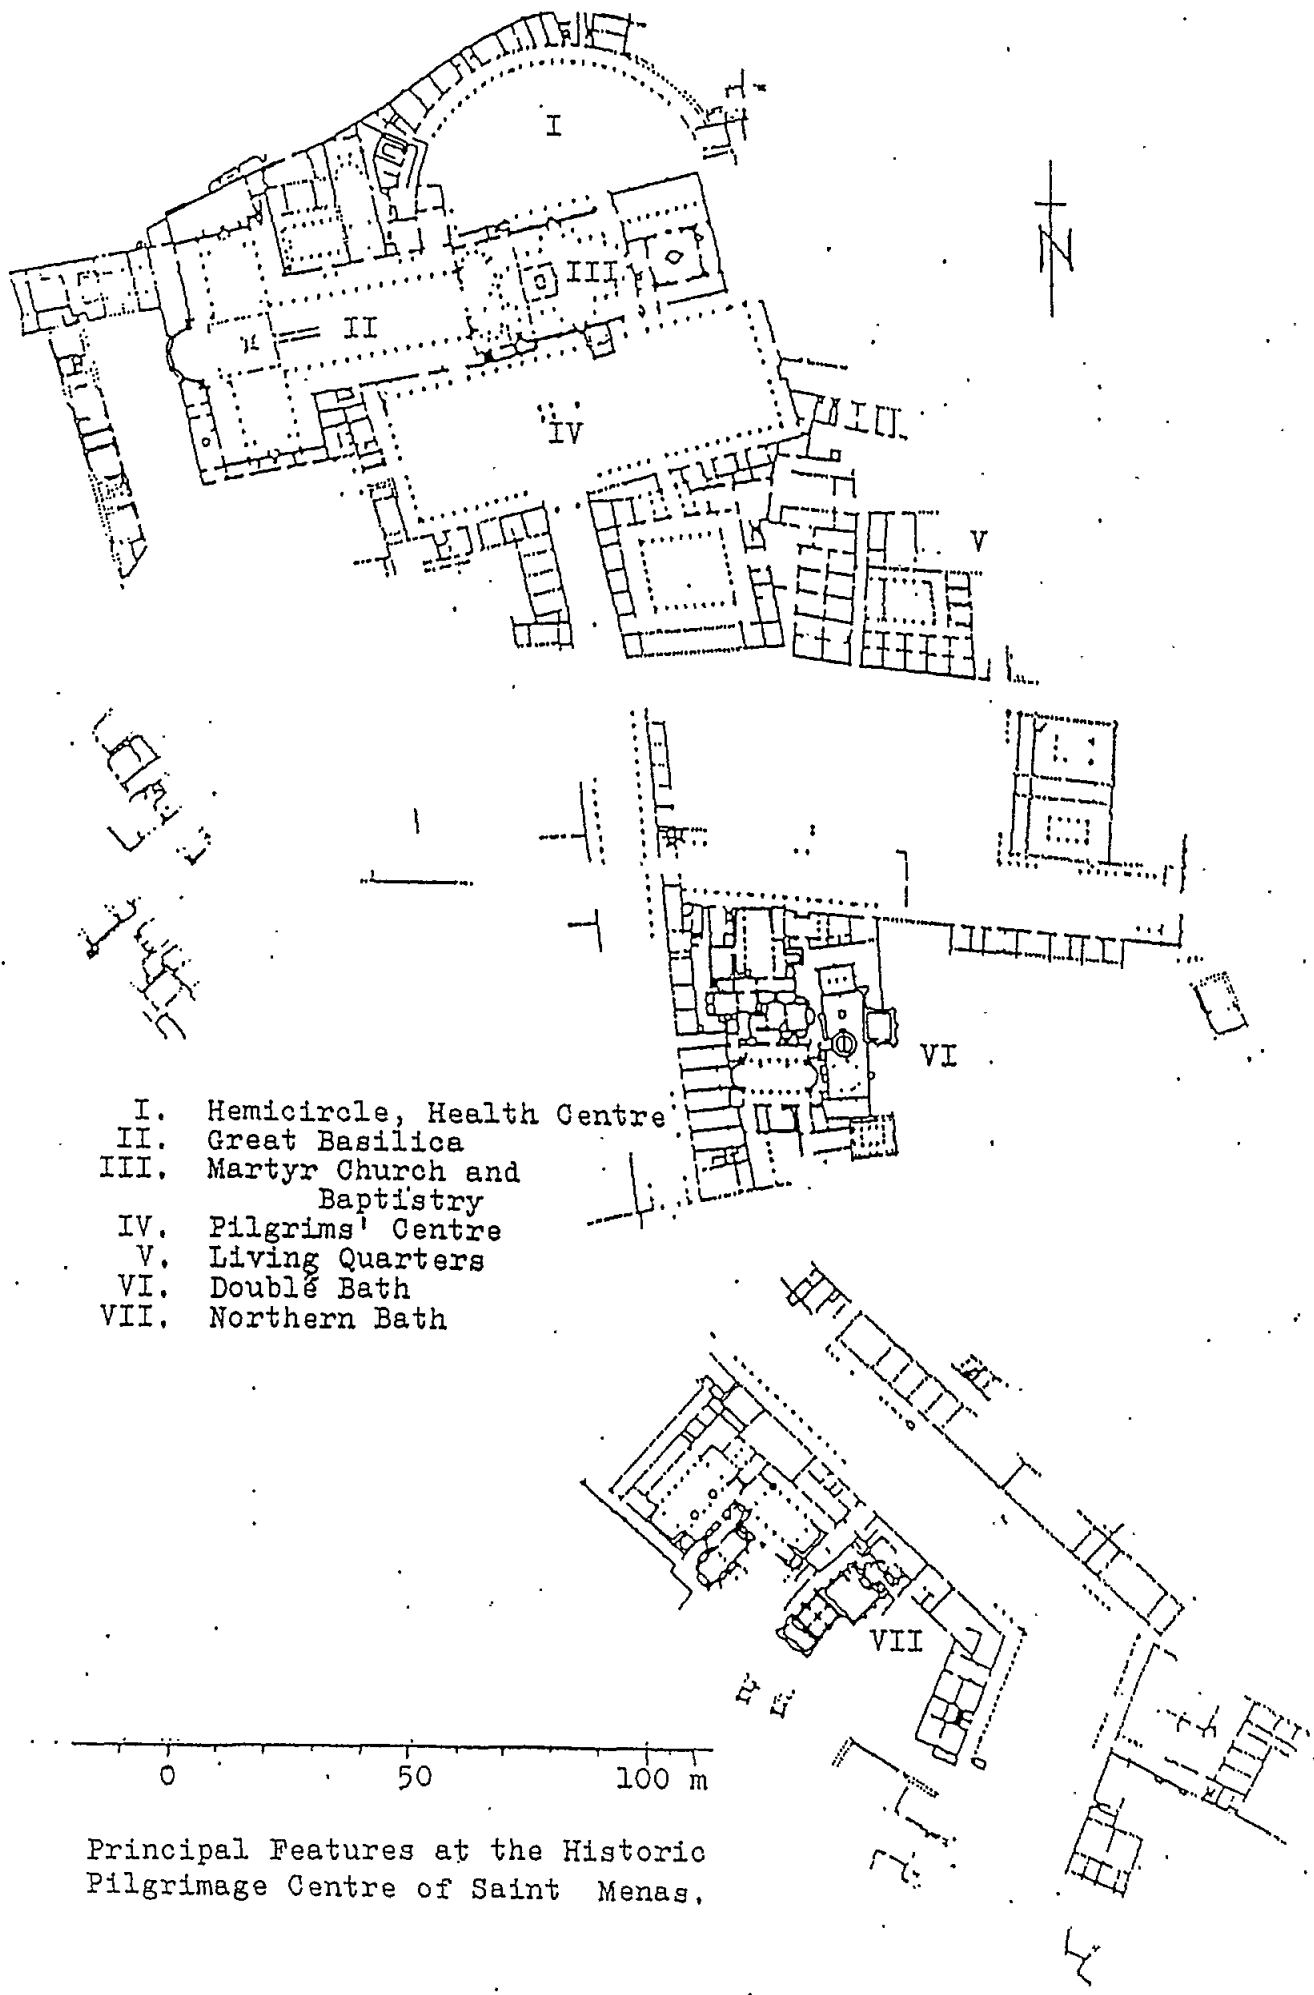 I
III
II
IV
V
N
VI
I. Hemicircle, Health Centre
II. Great Basilica
III. Martyr Church and
Baptistry
IV. Pilgrims' Centre
V. Living Quarters
VI. Double Bath
VII. Northern Bath
VII
0 50 100 m
Principal Features at the Historic
Pilgrimage Centre of Saint Menas.